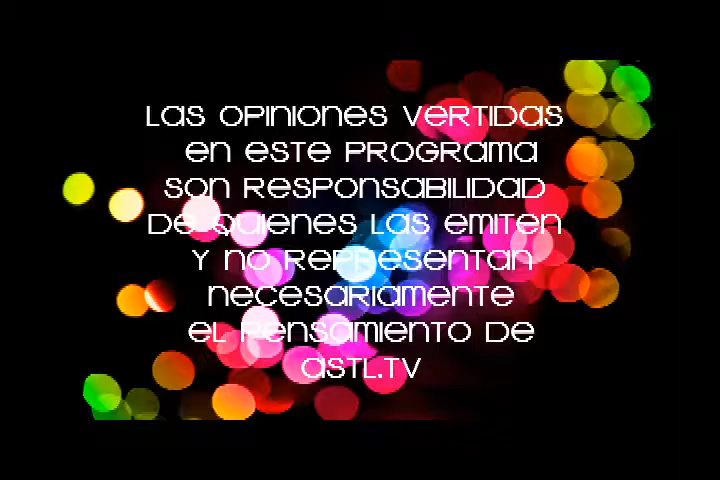 Las opiniones vertidas
en este programa
son responsabilidad
de quienes las emiten
y no representan
necesariamente
el pensamiento de
ASTL.TV